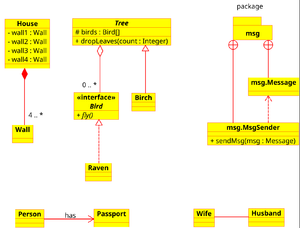 package
House
- wall1 : Wall
- wall2 : Wall
- wall3 : Wall
- wall4 : Wall
Tree
# birds : Bird[]
+ dropLeaves(count : Integer)
msg
0 .. *
4 .. *
«interface»
Bird
+ fly()
Birch
msg.Message
Wall
msg.MsgSender
+ sendMsg(msg : Message)
Raven
Person
has
Passport
Wife
Husband